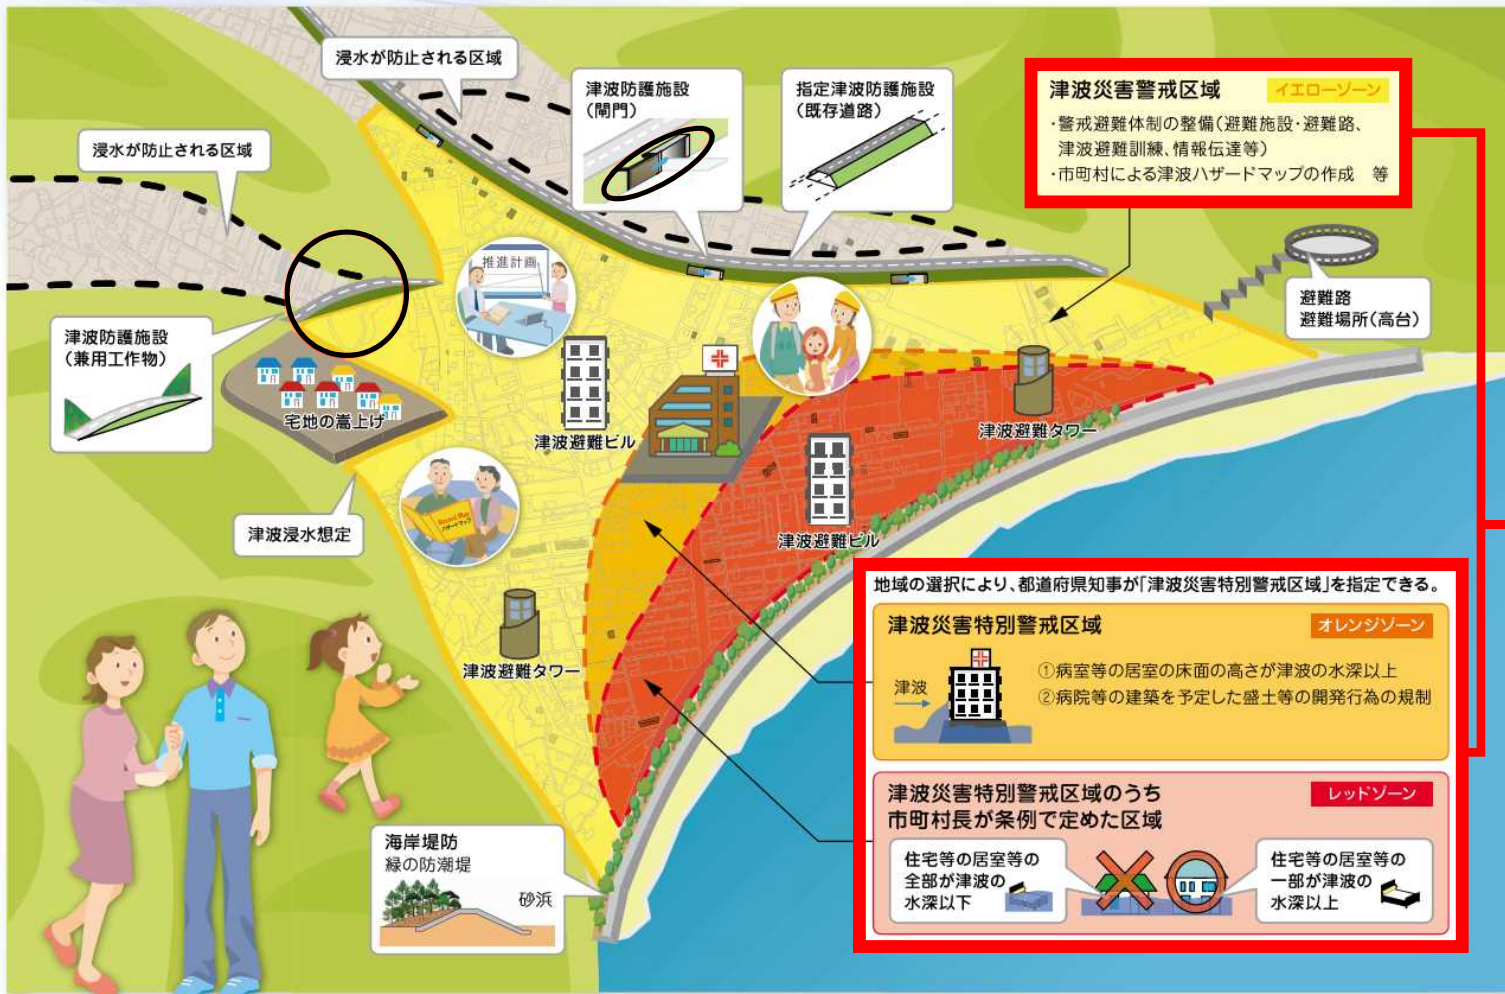 浸水が防止される区域
津波防護施設
(閘門)
指定津波防護施設
(既存道路)
津波災害警戒区域
イエローゾーン
・警戒避難体制の整備(避難施設・避難路、
津波避難訓練、情報伝達等)
・市町村による津波ハザードマップの作成 等
浸水が防止される区域
推進計画
避難路
避難場所(高台)
津波防護施設
(兼用工作物)
宅地の嵩上げ
津波避難ビル
津波避難タワー
津波浸水想定
ハザードマップ
津波避難ビル
津波避難タワー
地域の選択により、都道府県知事が「津波災害特別警戒区域」を指定できる。
津波災害特別警戒区域
オレンジゾーン
津波
①病室等の居室の床面の高さが津波の水深以上
②病院等の建築を予定した盛土等の開発行為の規制
津波災害特別警戒区域のうち
市町村長が条例で定めた区域
レッドゾーン
住宅等の居室等の
全部が津波の
水深以下
住宅等の居室等の
一部が津波の
水深以上
海岸堤防
緑の防潮堤
砂浜